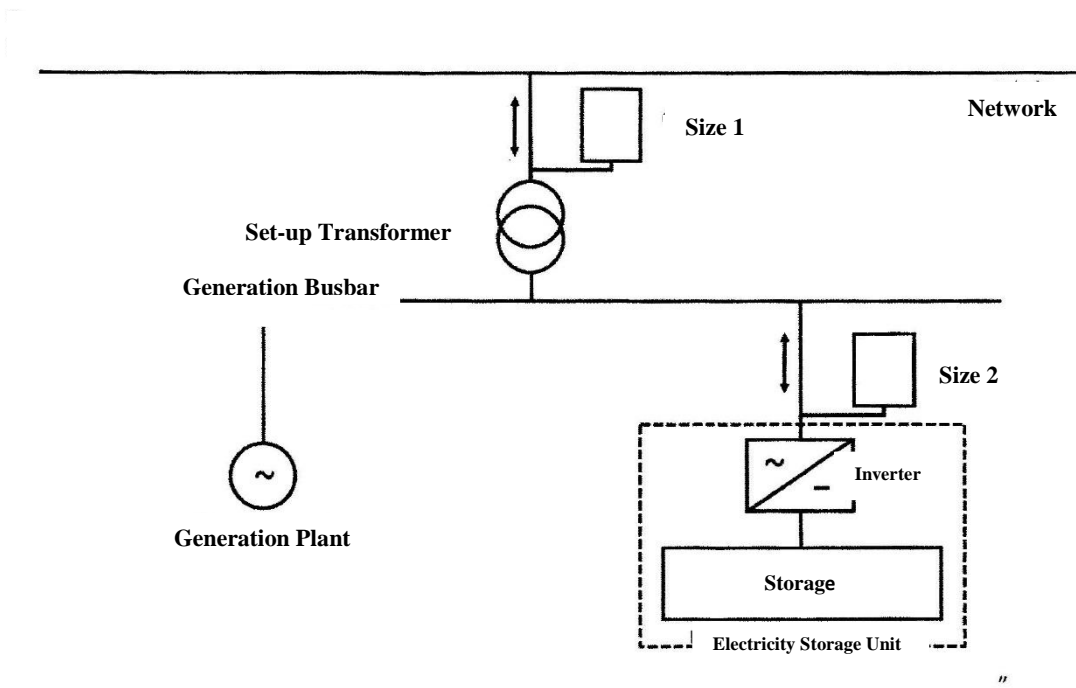 Network
Size 1
Set-up Transformer
Generation Busbar
Size 2
~
~
Inverter
–
Generation Plant
Storage
Electricity Storage Unit
"